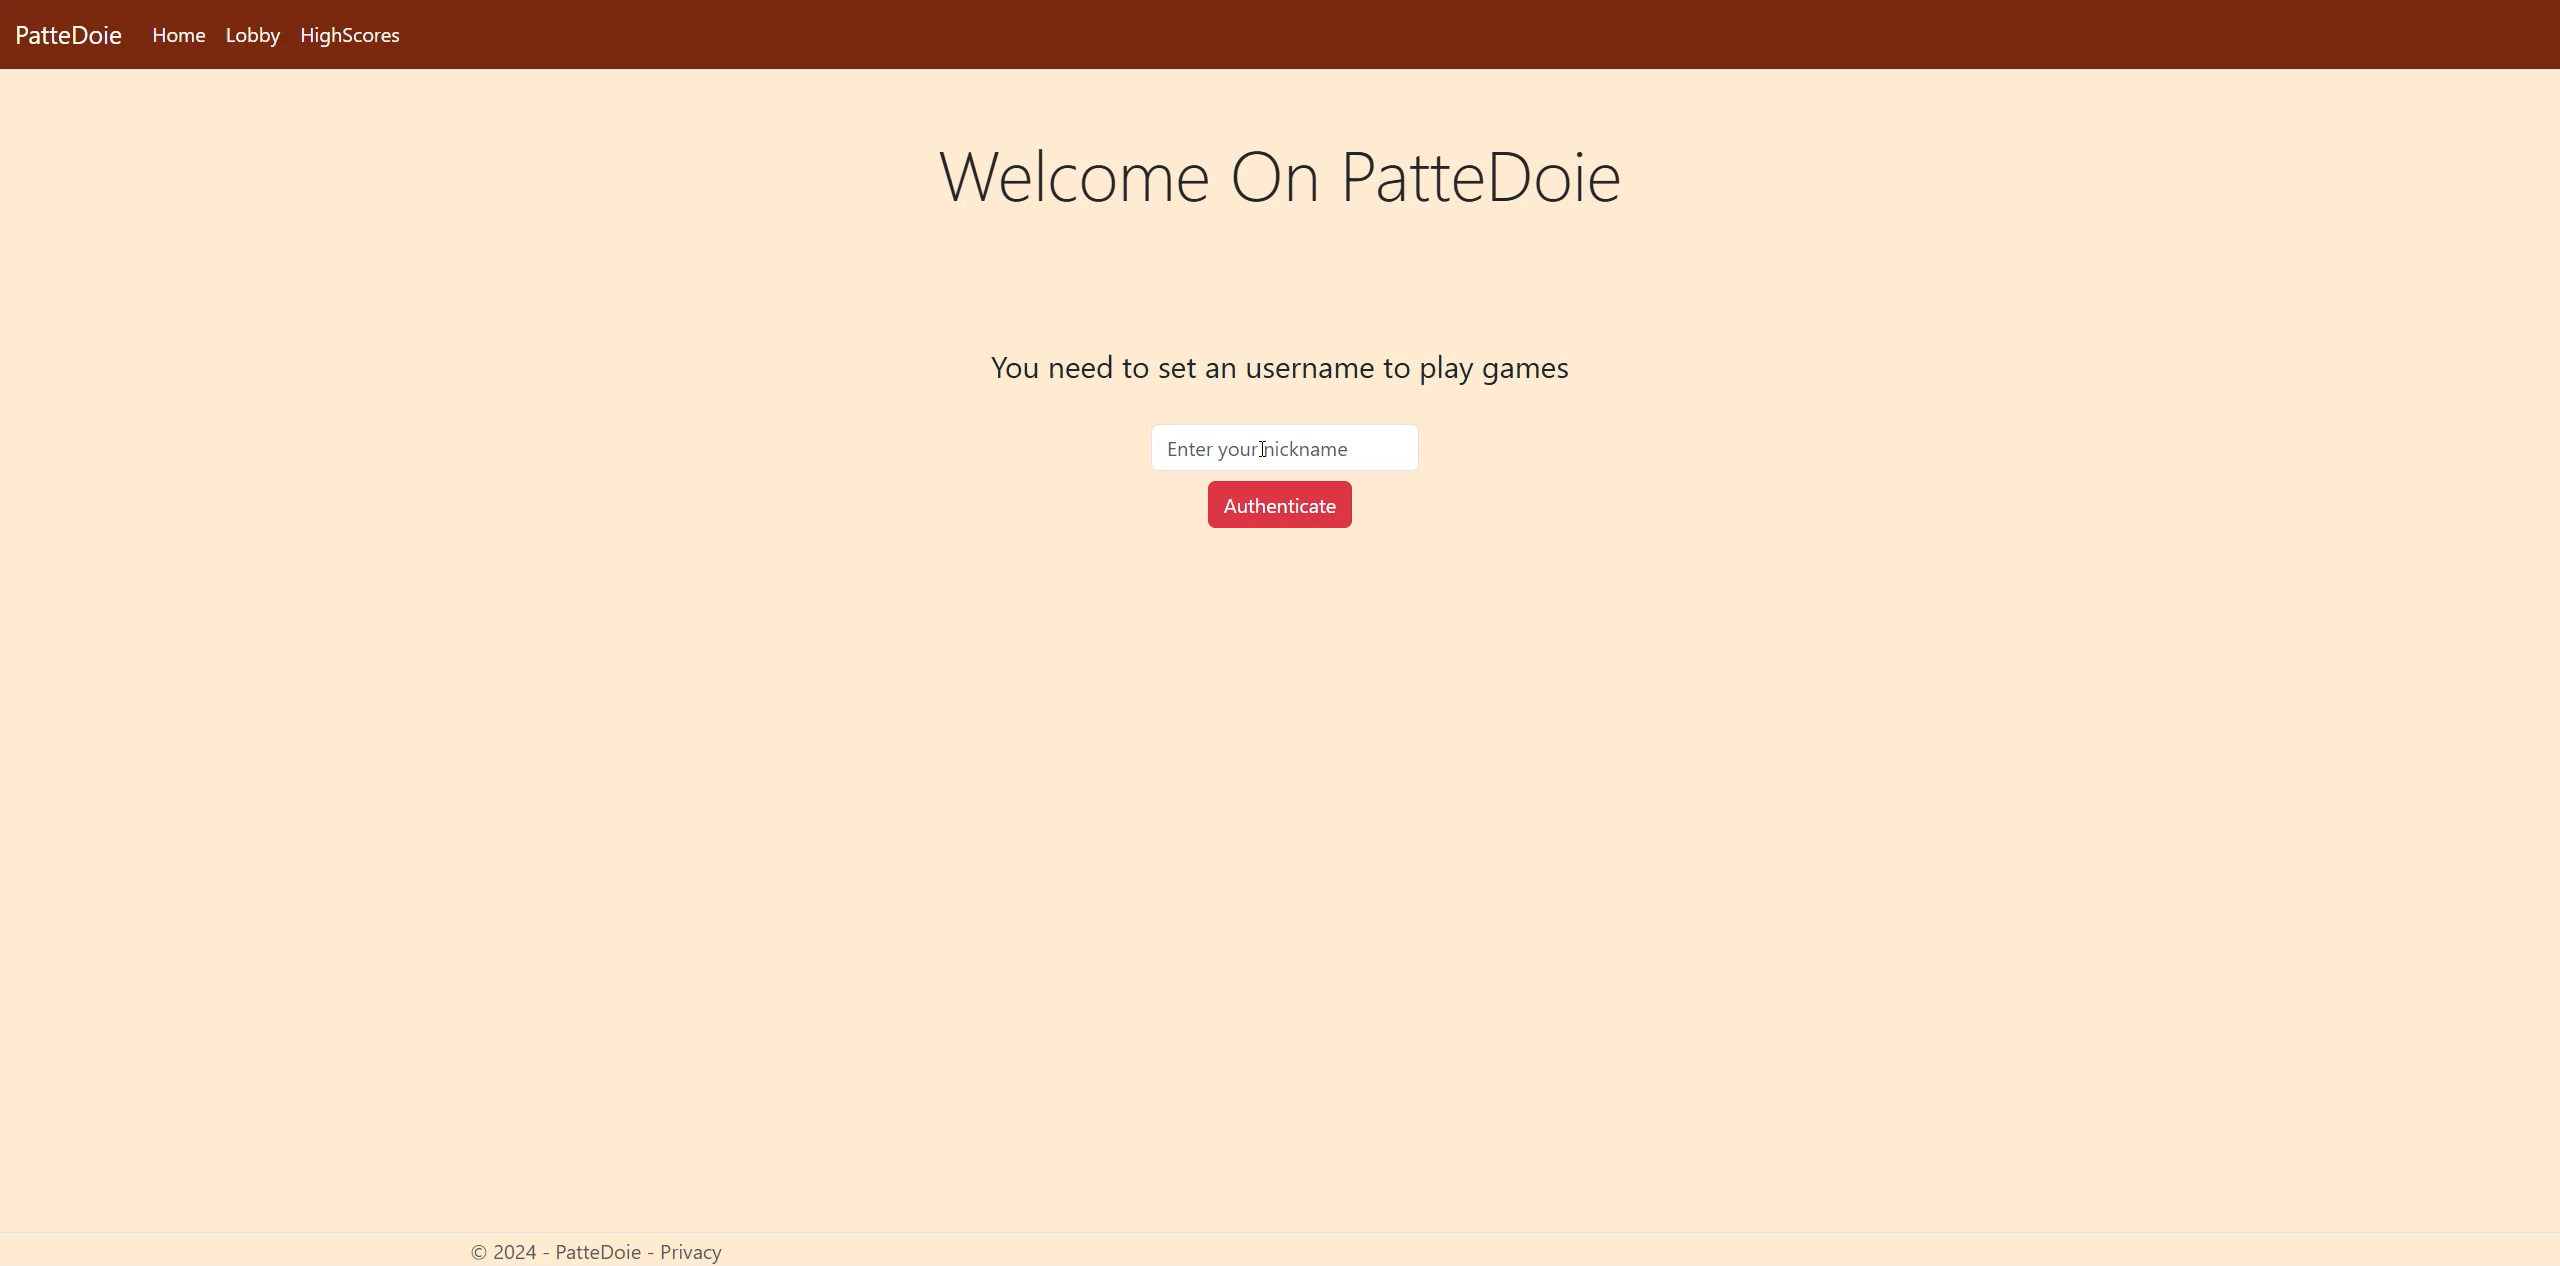 PatteDoie Home Lobby HighScores
Welcome On PatteDoie
You need to set an username to play games
Enter your nickname
Authenticate
© 2024 - PatteDoie - Privacy